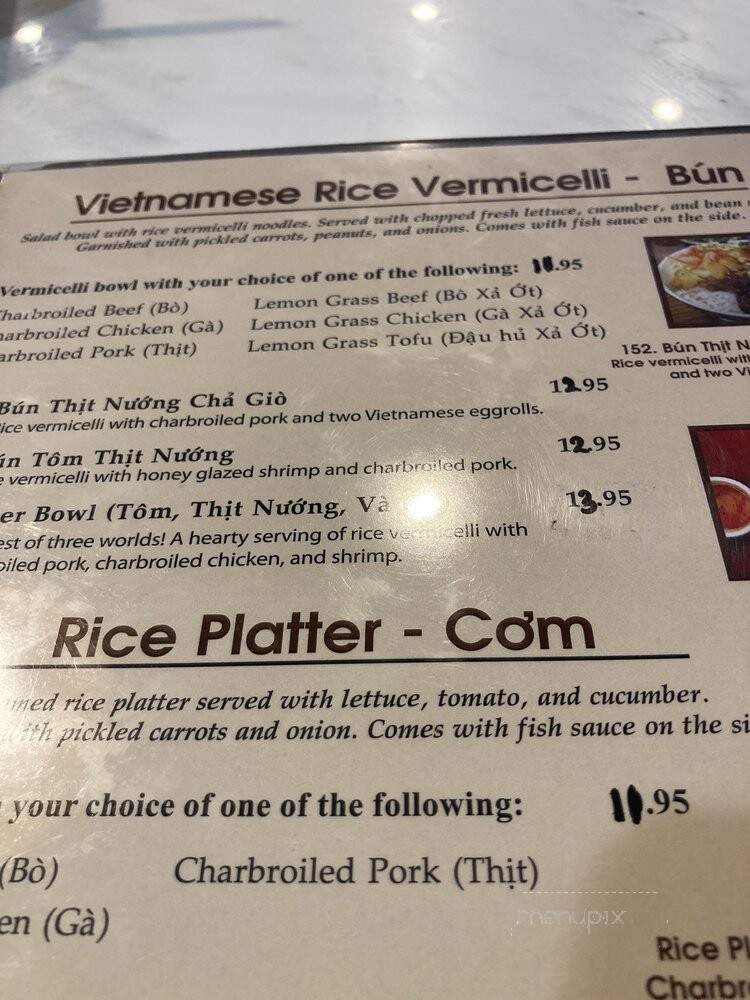 Vietnamese Rice Vermicelli - Bún
Salad bowl with rice vermicelli noodles. Served with chopped fresh lettuce, cucumber, and bean
Garnished with pickled carrots, peanuts, and onions. Comes with fish sauce on the side.
Vermicelli bowl with your choice of one of the following: 11.95
Charbroiled Beef (Bò) Lemon Grass Beef (Bò Xả Ớt)
harbroiled Chicken (Gà) Lemon Grass Chicken (Gà Xả Ớt)
arbroiled Pork (Thịt) Lemon Grass Tofu (Đậu hủ Xả Ớt)
152. Bún Thịt N
Rice vermicelli with
and two Vi
Bún Thịt Nướng Chả Giò 12.95
ice vermicelli with charbroiled pork and two Vietnamese eggrolls.
ún Tôm Thịt Nướng 12.95
e vermicelli with honey glazed shrimp and charbroiled pork.
er Bowl (Tôm, Thịt Nướng, Và 13.95
est of three worlds! A hearty serving of rice vermicelli with
oiled pork, charbroiled chicken, and shrimp.
Rice Platter - Cơm
med rice platter served with lettuce, tomato, and cucumber.
with pickled carrots and onion. Comes with fish sauce on the si
your choice of one of the following: 11.95
(Bò) Charbroiled Pork (Thịt)
en (Gà)
menupix
Rice Pl
Charbr